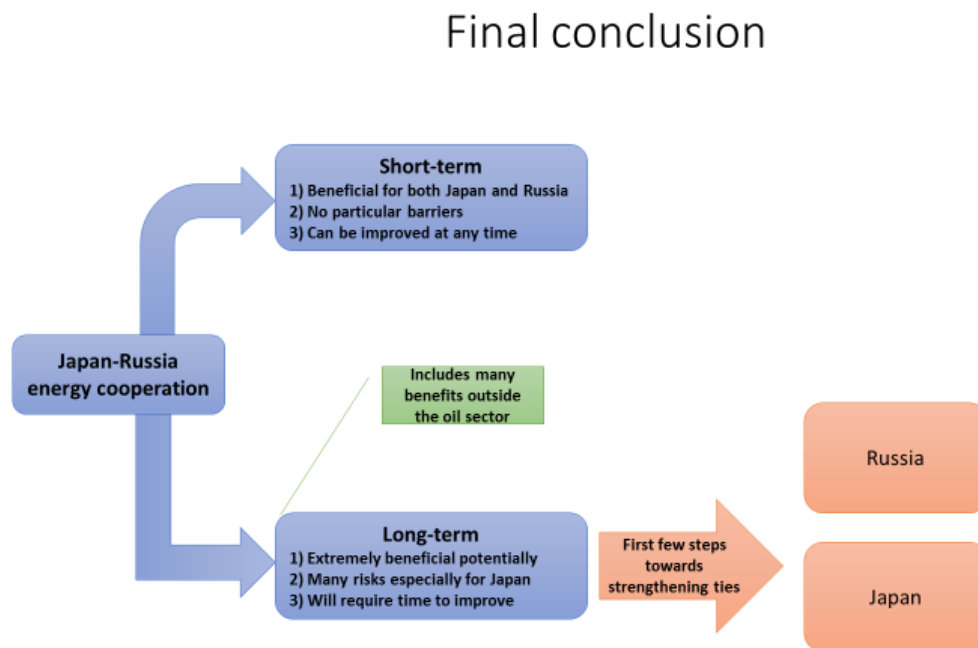 Final conclusion
Short-term
1) Beneficial for both Japan and Russia
2) No particular barriers
3) Can be improved at any time
Japan-Russia
energy cooperation
Includes many
benefits outside
the oil sector
Long-term
1) Extremely beneficial potentially
2) Many risks especially for Japan
3) Will require time to improve
First few steps
towards
strengthening ties
Russia
Japan